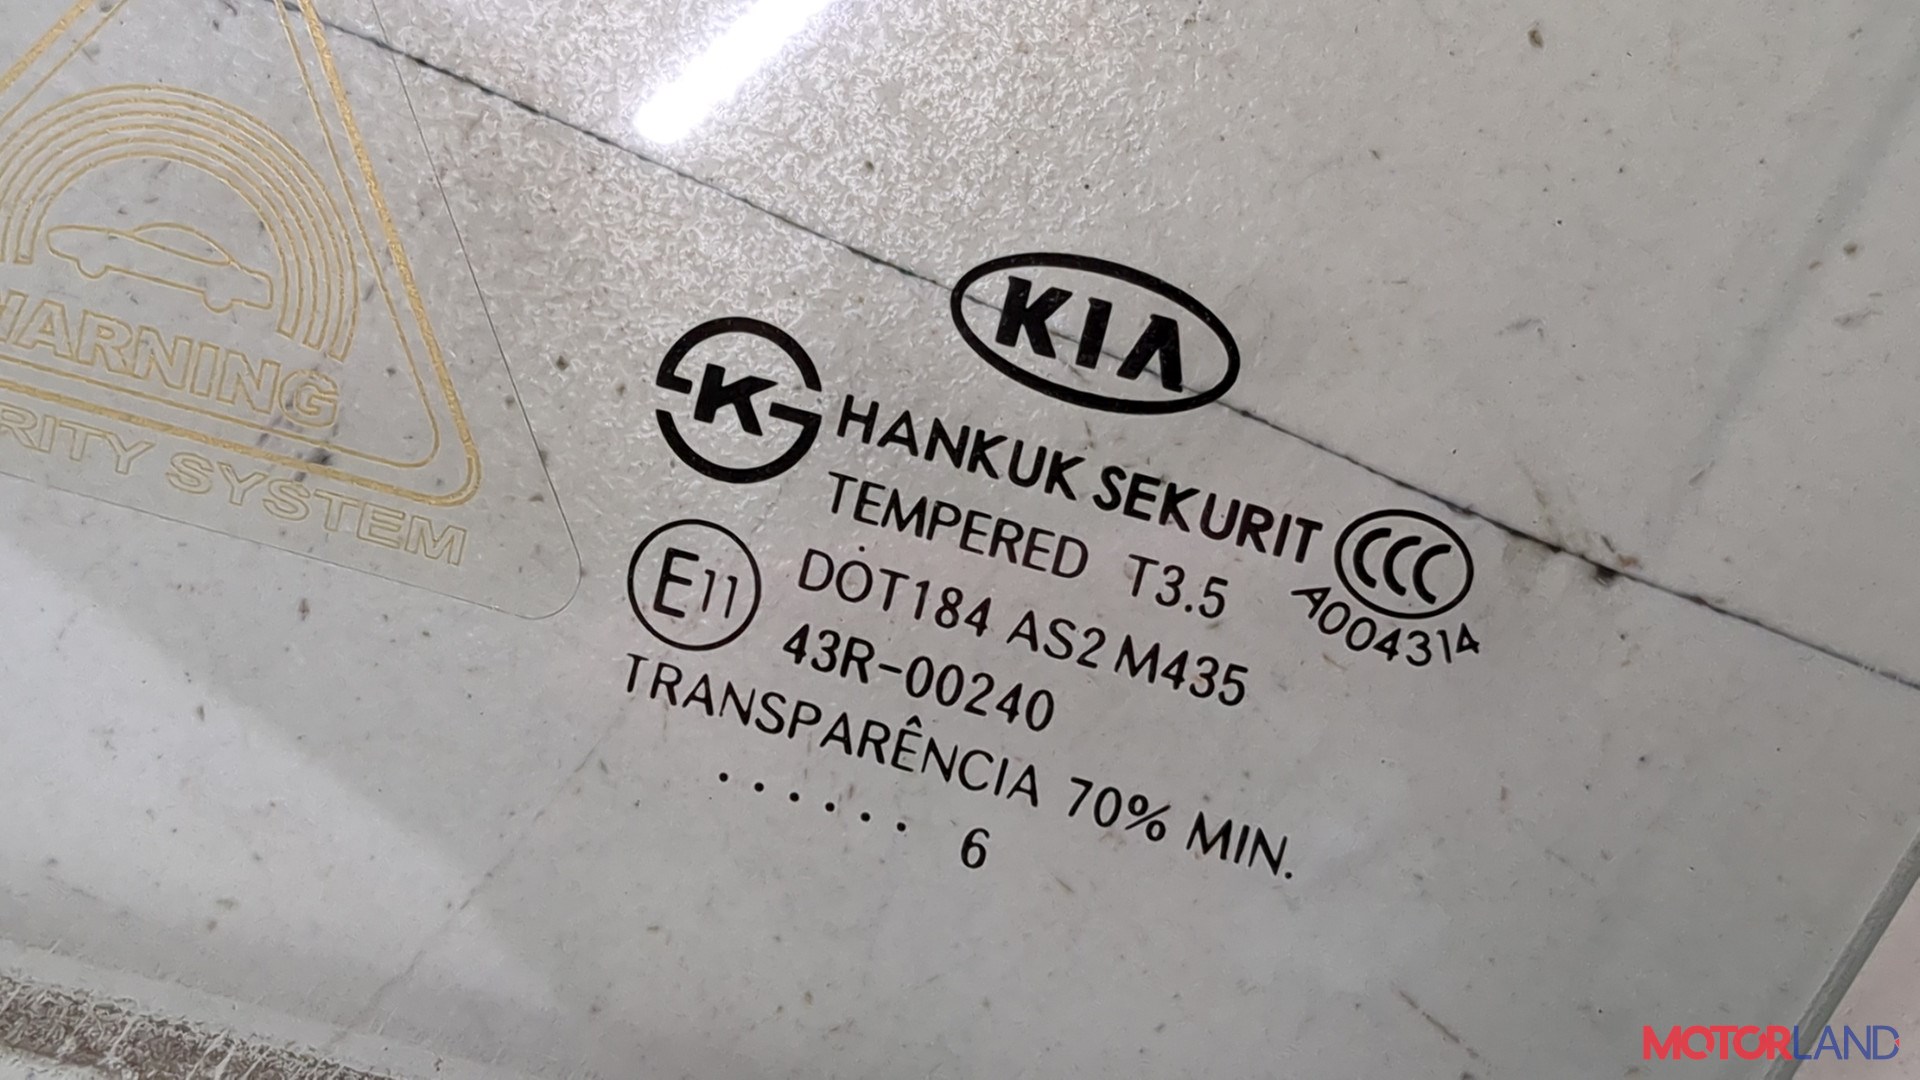 WARNING
SECURITY SYSTEM
KIA
K
HANKUK SEKURIT
TEMPERED T3.5
CCC
A004314
E11
DOT184 AS2 M435
43R-00240
TRANSPARÊNCIA 70% MIN.
...... 6
MOTORLAND